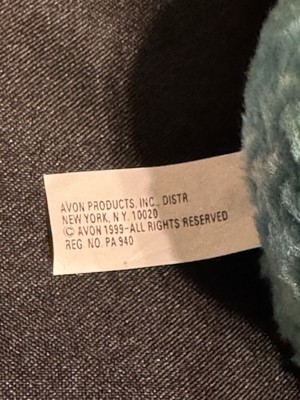 AVON PRODUCTS, INC., DISTR
NEW YORK, N.Y. 10020
© AVON 1999-ALL RIGHTS RESERVED
REG. NO. PA 940